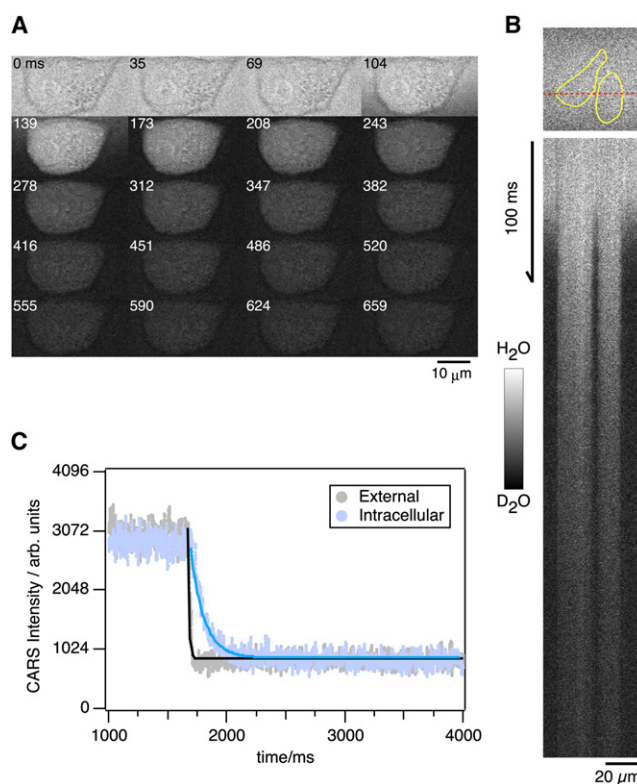 A
0 ms 35 69 104
139 173 208 243
278 312 347 382
416 451 486 520
555 590 624 659
10 μm
B
100 ms
H2O
D2O
20 μm
C
CARS Intensity / arb. units
4096
3072
2048
1024
0
External
Intracellular
1000 2000 3000 4000
time/ms